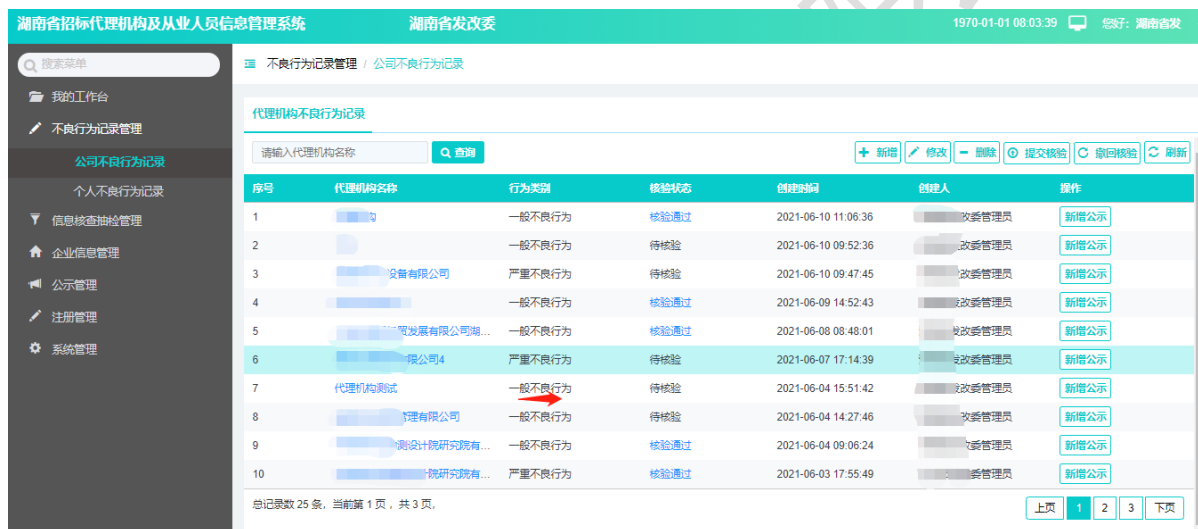 湖南省招标代理机构及从业人员信息管理系统 湖南省发改委 1970-01-01 08:03:39 您好: 湖南省发
搜索菜单
我的工作台
不良行为记录管理
公司不良行为记录
个人不良行为记录
信息核查抽检管理
企业信息管理
公示管理
注册管理
系统管理
不良行为记录管理 / 公司不良行为记录
代理机构不良行为记录
请输入代理机构名称 查询 新增 修改 删除 提交核验 撤回核验 刷新
序号 代理机构名称 行为类别 核验状态 创建时间 创建人 操作
1 一般不良行为 核验通过 2021-06-10 11:06:36 改委管理员 新增公示
2 一般不良行为 待核验 2021-06-10 09:52:36 改委管理员 新增公示
3 设备有限公司 严重不良行为 待核验 2021-06-10 09:47:45 改委管理员 新增公示
4 一般不良行为 核验通过 2021-06-09 14:52:43 改委管理员 新增公示
5 贸发展有限公司湖... 一般不良行为 核验通过 2021-06-08 08:48:01 改委管理员 新增公示
6 限公司4 严重不良行为 待核验 2021-06-07 17:14:39 改委管理员 新增公示
7 代理机构测试 一般不良行为 待核验 2021-06-04 15:51:42 改委管理员 新增公示
8 管理有限公司 一般不良行为 待核验 2021-06-04 14:27:46 改委管理员 新增公示
9 测设计院研究院有... 一般不良行为 核验通过 2021-06-04 09:06:24 委管理员 新增公示
10 院研究院有... 严重不良行为 核验通过 2021-06-03 17:55:49 委管理员 新增公示
总记录数 25 条, 当前第 1 页 , 共 3 页,
上页 1 2 3 下页